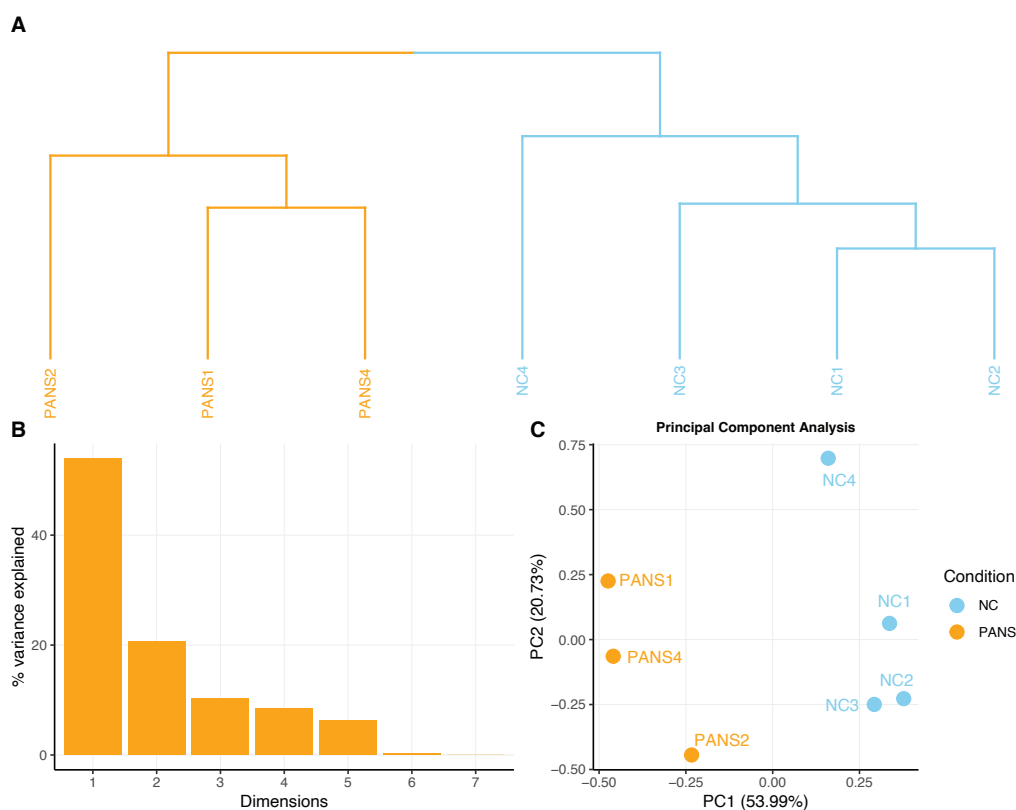 A
PANS2
PANS1
PANS4
NC4
NC3
NC1
NC2
B
% variance explained
40
20
0
1 2 3 4 5 6 7
Dimensions
C
Principal Component Analysis
PC2 (20.73%)
0.75
0.50
0.25
0.00
−0.25
−0.50
NC4
PANS1
NC1
PANS4
NC2
NC3
PANS2
−0.50 −0.25 0.00 0.25
PC1 (53.99%)
Condition
NC
PANS